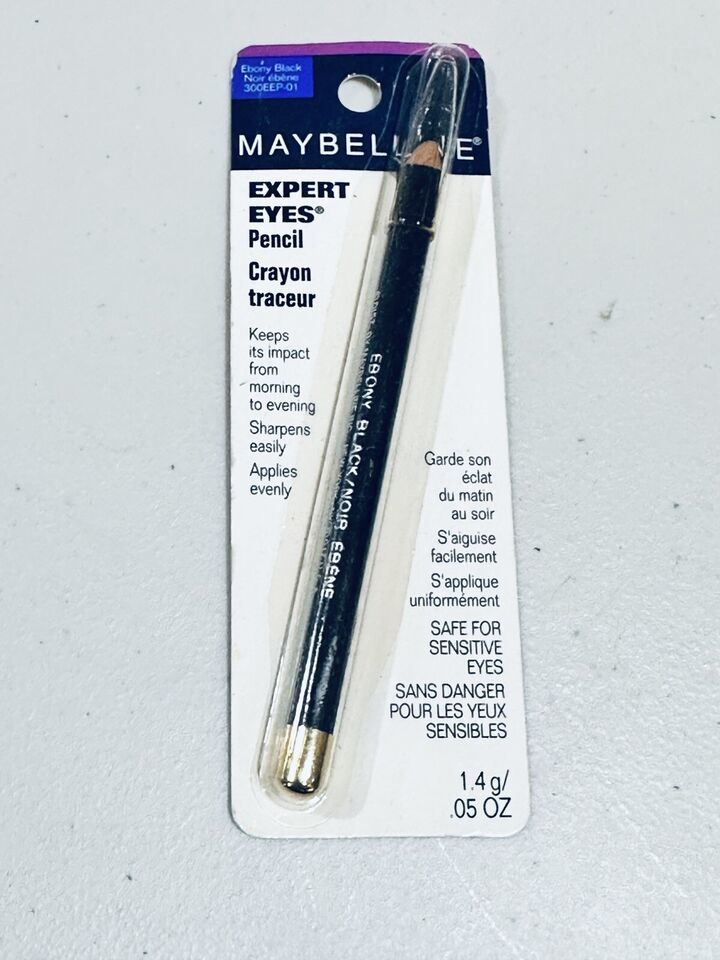 Ebony Black
Noir ébène
300EEP-01
MAYBELLINE®
EXPERT
EYES®
Pencil
Crayon
traceur
Keeps
its impact
from
morning
to evening
Sharpens
easily
Applies
evenly
EBONY BLACK/NOIR EBÈNE
Garde son
éclat
du matin
au soir
S'aiguise
facilement
S'applique
uniformément
SAFE FOR
SENSITIVE
EYES
SANS DANGER
POUR LES YEUX
SENSIBLES
1.4 g/
.05 OZ